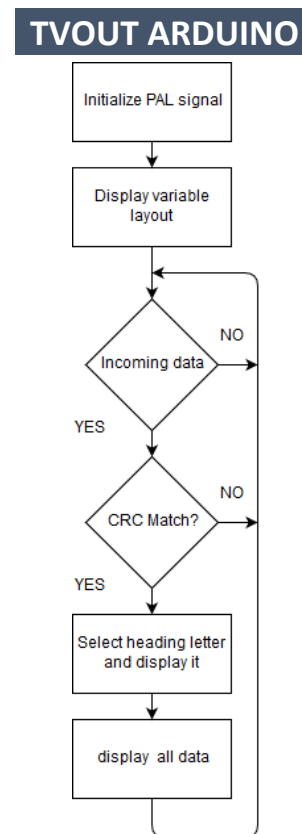 TVOUT ARDUINO
Initialize PAL signal
Display variable
layout
Incoming data
NO
YES
CRC Match?
NO
YES
Select heading letter
and display it
display all data